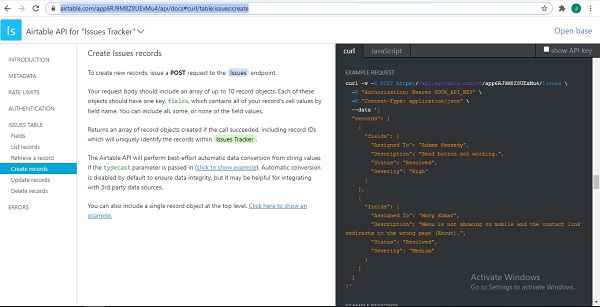 airtable.com/app6RJ9M8Z8UExMu4/api/docs#curl/table:issues:create
J
Is
Airtable API for "Issues Tracker"
Open base
INTRODUCTION
METADATA
RATE LIMITS
AUTHENTICATION
ISSUES TABLE
Fields
List records
Retrieve a record
Create records
Update records
Delete records
ERRORS
Create Issues records
To create new records, issue a POST request to the Issues endpoint.
Your request body should include an array of up to 10 record objects. Each of these
objects should have one key, fields, which contains all of your record's cell values by
field name. You can include all, some, or none of the field values.
Returns an array of record objects created if the call succeeded, including record IDs
which will uniquely identify the records within Issues Tracker.
The Airtable API will perform best-effort automatic data conversion from string values
if the typecast parameter is passed in (click to show example). Automatic conversion
is disabled by default to ensure data integrity, but it may be helpful for integrating
with 3rd party data sources.
You can also include a single record object at the top level. Click here to show an
example.
curl JavaScript show API key
EXAMPLE REQUEST
curl -v -X POST https://api.airtable.com/v0/app6RJ9M8Z8UExMu4/Issues \
-H "Authorization: Bearer YOUR_API_KEY" \
-H "Content-Type: application/json" \
--data '{
"records": [
{
"fields": {
"Assigned To": "Adams Kennedy",
"Description": "Send button not working.",
"Status": "Resolved",
"Severity": "High"
}
},
{
"fields": {
"Assigned To": "Mary Kumar",
"Description": "Menu is not showing on mobile and the contact link
redirects to the wrong page (About).",
"Status": "Resolved",
"Severity": "Medium"
}
}
]
}'
Activate Windows
Go to Settings to activate Windows.